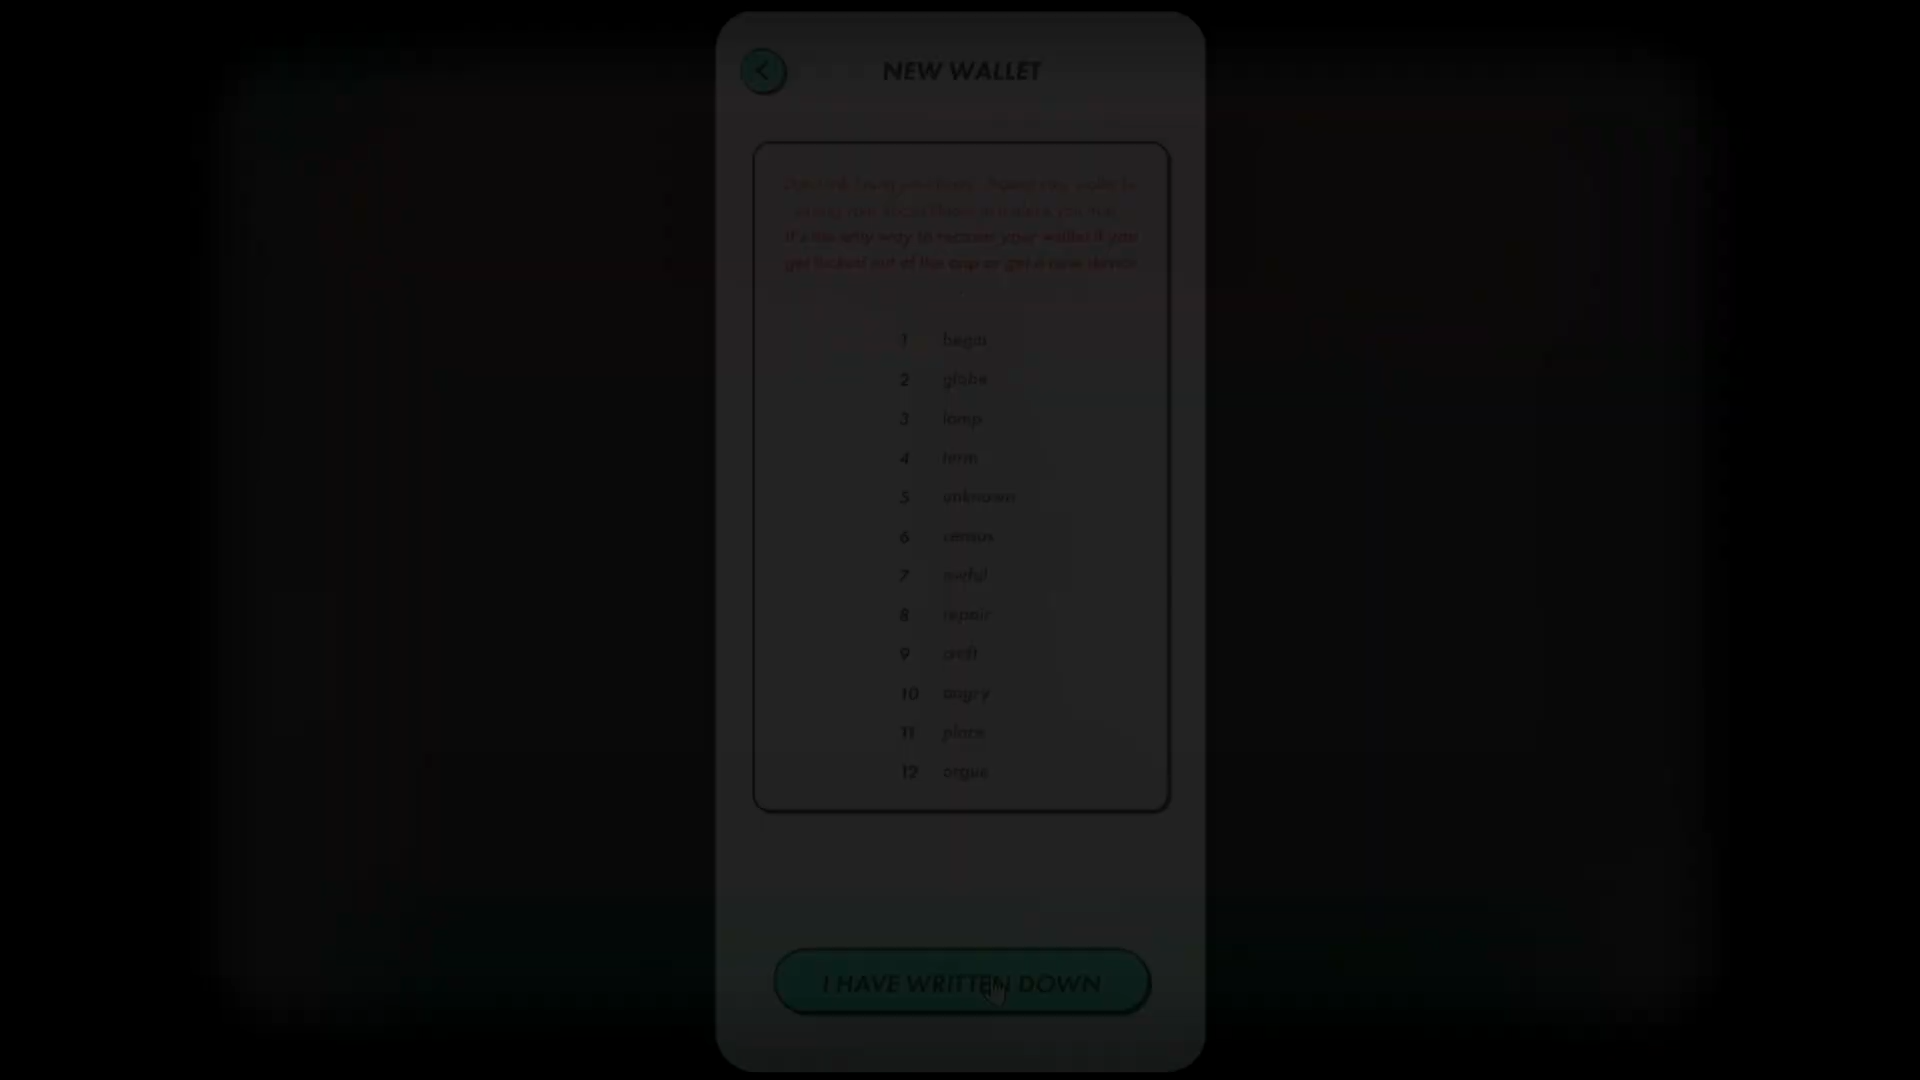 NEW WALLET
It's the only way to recover your wallet if you
get locked out of the app or get a new device
1 begin
2 globe
3 lamp
4 term
5 unknown
6 census
7 awful
8 repair
9
10 angry
11 place
12 argue
I HAVE WRITTEN DOWN